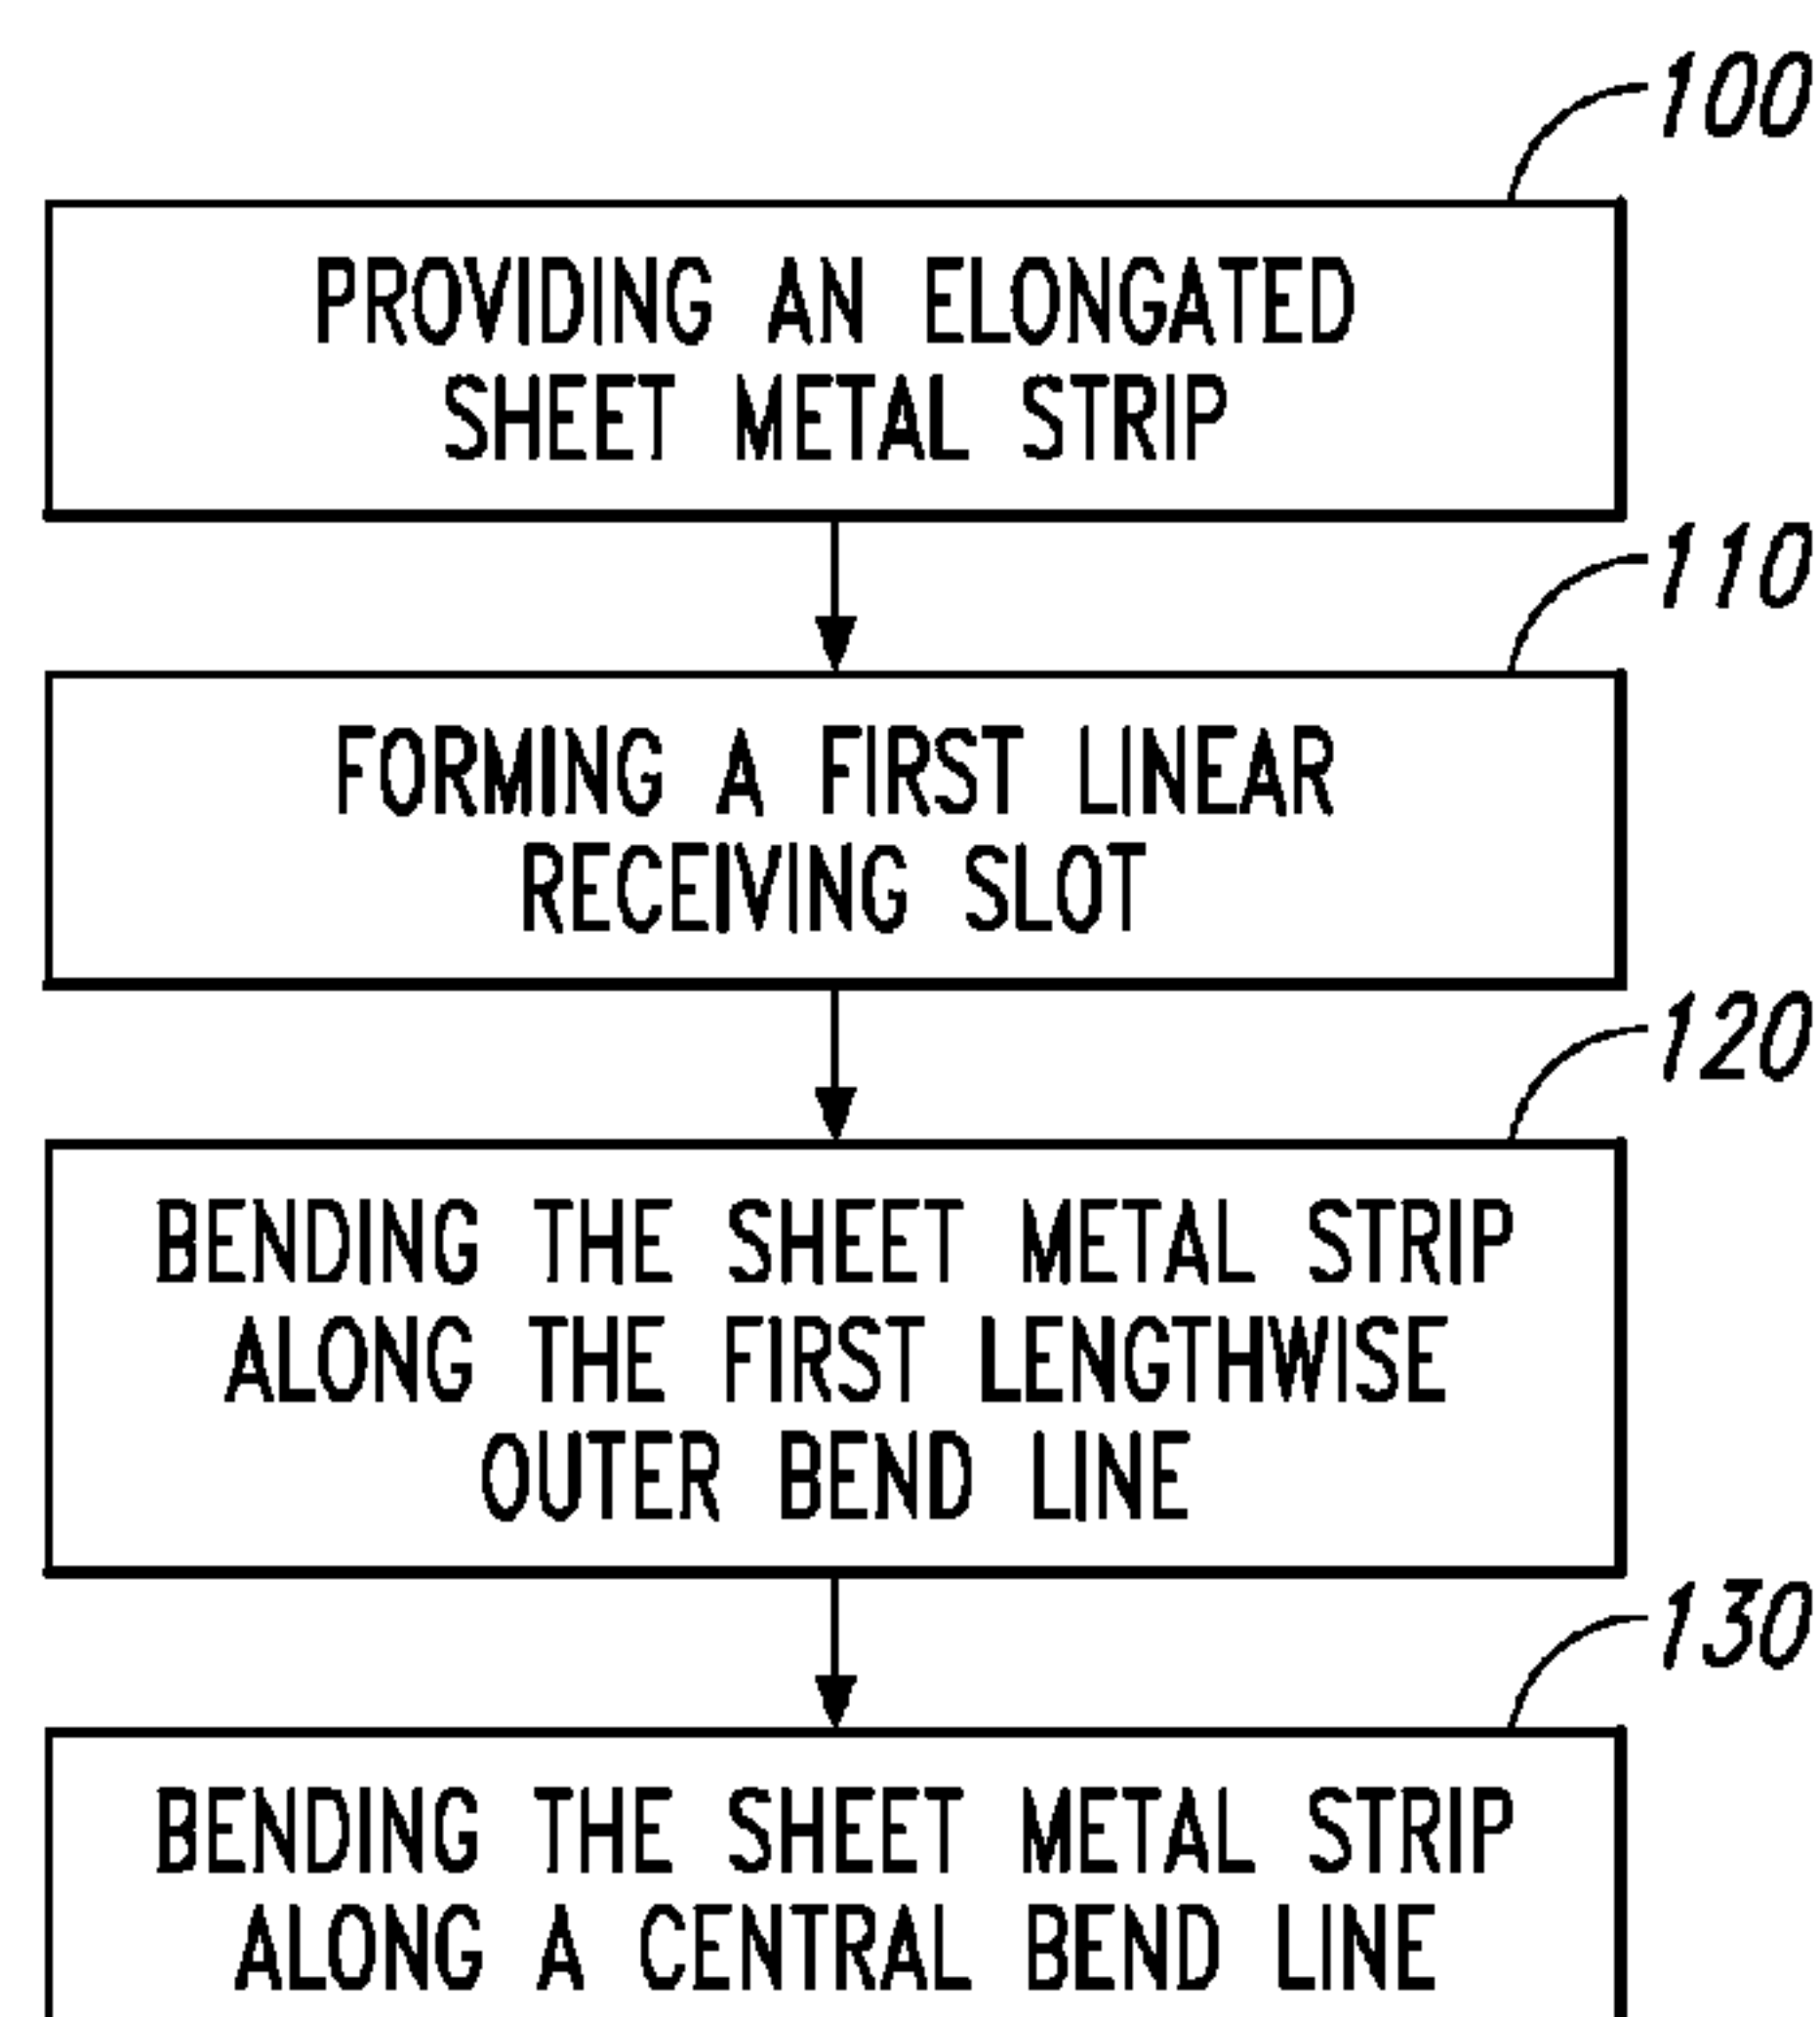 100
PROVIDING AN ELONGATED
SHEET METAL STRIP
110
FORMING A FIRST LINEAR
RECEIVING SLOT
120
BENDING THE SHEET METAL STRIP
ALONG THE FIRST LENGTHWISE
OUTER BEND LINE
130
BENDING THE SHEET METAL STRIP
ALONG A CENTRAL BEND LINE